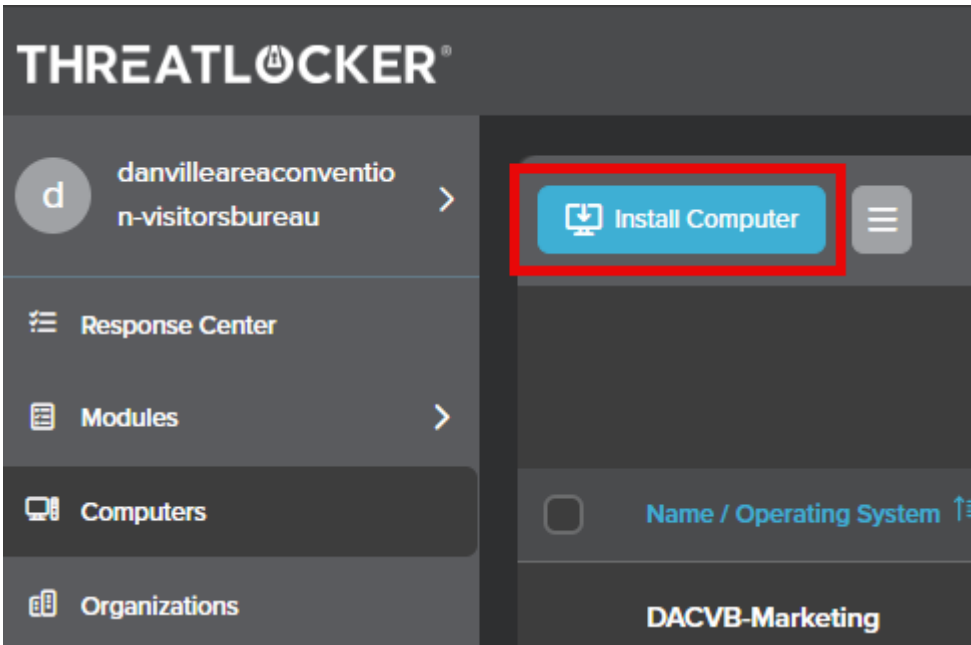 THREATLOCKER®
d
danvilleareaconventio
n-visitorsbureau
Install Computer
Response Center
Modules
Computers
Organizations
Name / Operating System
DACVB-Marketing